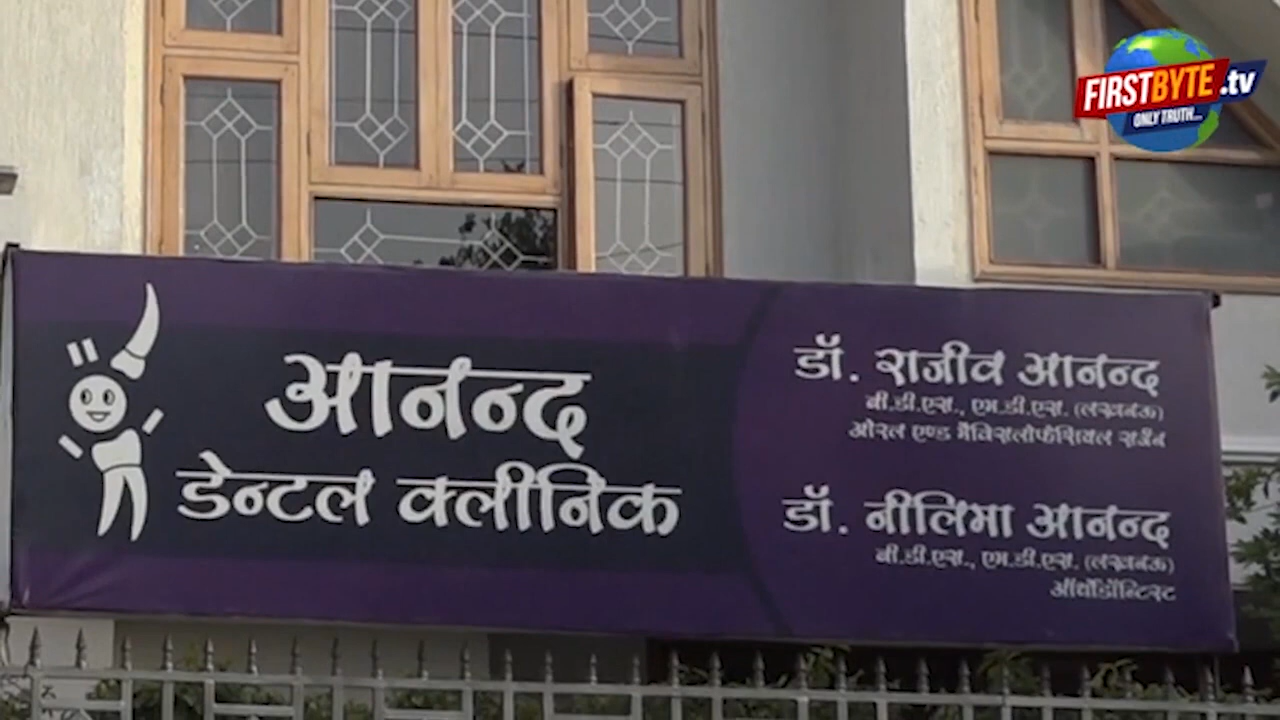 FIRSTBYTE.tv
ONLY TRUTH...
आनन्द
डेन्टल क्लीनिक
डॉ. राजीव आनन्द
बी.डी.एस., एम.डी.एस. (लखनऊ)
ओरल एण्ड मैक्सिलोफेसियल सर्जन
डॉ. नीलिमा आनन्द
बी.डी.एस., एम.डी.एस. (लखनऊ)
ऑर्थोडॉन्टिस्ट